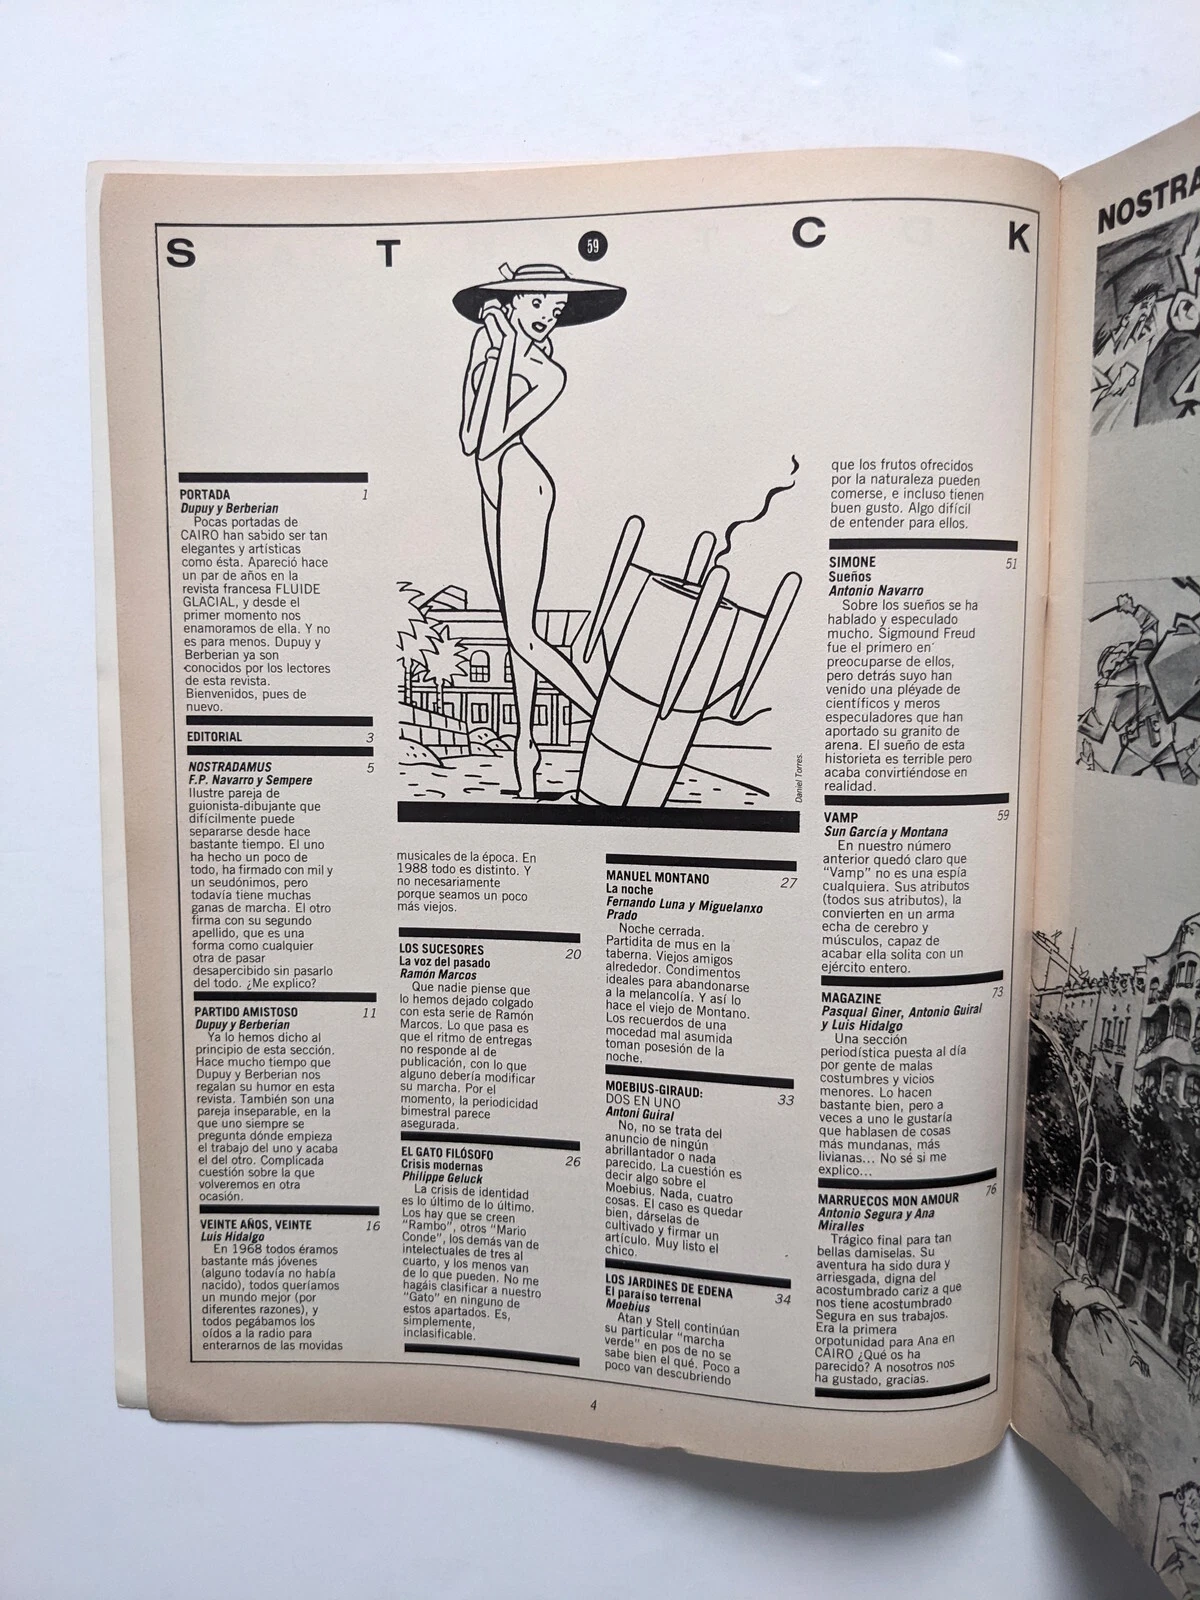 S T 59 C K
PORTADA 1
Dupuy y Berberian
Pocas portadas de
CAIRO han sabido ser tan
elegantes y artísticas
como ésta. Apareció hace
un par de años en la
revista francesa FLUIDE
GLACIAL, y desde el
primer momento nos
enamoramos de ella. Y no
es para menos. Dupuy y
Berberian ya son
conocidos por los lectores
de esta revista.
Bienvenidos, pues de
nuevo.
EDITORIAL 3
NOSTRADAMUS 5
F.P. Navarro y Sempere
Ilustre pareja de
guionista-dibujante que
difícilmente puede
separarse desde hace
bastante tiempo. El uno
ha hecho un poco de
todo, ha firmado con mil y
un seudónimos, pero
todavía tiene muchas
ganas de marcha. El otro
firma con su segundo
apellido, que es una
forma como cualquier
otra de pasar
desapercibido sin pasarlo
del todo. ¿Me explico?
PARTIDO AMISTOSO 11
Dupuy y Berberian
Ya lo hemos dicho al
principio de esta sección.
Hace mucho tiempo que
Dupuy y Berberian nos
regalan su humor en esta
revista. También son una
pareja inseparable, en la
que uno siempre se
pregunta dónde empieza
el trabajo del uno y acaba
el del otro. Complicada
cuestión sobre la que
volveremos en otra
ocasión.
VEINTE AÑOS, VEINTE 16
Luis Hidalgo
En 1968 todos éramos
bastante más jóvenes
(alguno todavía no había
nacido), todos queríamos
un mundo mejor (por
diferentes razones), y
todos pegábamos los
oídos a la radio para
enterarnos de las movidas
Daniel Torres.
musicales de la época. En
1988 todo es distinto. Y
no necesariamente
porque seamos un poco
más viejos.
LOS SUCESORES 20
La voz del pasado
Ramón Marcos
Que nadie piense que
lo hemos dejado colgado
con esta serie de Ramón
Marcos. Lo que pasa es
que el ritmo de entregas
no responde al de
publicación, con lo que
alguno debería modificar
su marcha. Por el
momento, la periodicidad
bimestral parece
asegurada.
EL GATO FILÓSOFO 26
Crisis modernas
Philippe Geluck
La crisis de identidad
es lo último de lo último.
Los hay que se creen
"Rambo", otros "Mario
Conde", los demás van de
intelectuales de tres al
cuarto, y los menos van
de lo que pueden. No me
hagáis clasificar a nuestro
"Gato" en ninguno de
estos apartados. Es,
simplemente,
inclasificable.
MANUEL MONTANO 27
La noche
Fernando Luna y Miguelanxo
Prado
Noche cerrada.
Partidita de mus en la
taberna. Viejos amigos
alrededor. Condimentos
ideales para abandonarse
a la melancolía. Y así lo
hace el viejo de Montano.
Los recuerdos de una
mocedad mal asumida
toman posesión de la
noche.
MOEBIUS-GIRAUD:
DOS EN UNO 33
Antoni Guiral
No, no se trata del
anuncio de ningún
abrillantador o nada
parecido. La cuestión es
decir algo sobre el
Moebius. Nada, cuatro
cosas. El caso es quedar
bien, dárselas de
cultivado y firmar un
artículo. Muy listo el
chico.
LOS JARDINES DE EDENA
El paraíso terrenal 34
Moebius
Atan y Stell continúan
su particular "marcha
verde" en pos de no se
sabe bien el qué. Poco a
poco van descubriendo
que los frutos ofrecidos
por la naturaleza pueden
comerse, e incluso tienen
buen gusto. Algo difícil
de entender para ellos.
SIMONE 51
Sueños
Antonio Navarro
Sobre los sueños se ha
hablado y especulado
mucho. Sigmound Freud
fue el primero en
preocuparse de ellos,
pero detrás suyo han
venido una pléyade de
científicos y meros
especuladores que han
aportado su granito de
arena. El sueño de esta
historieta es terrible pero
acaba convirtiéndose en
realidad.
VAMP 59
Sun García y Montana
En nuestro número
anterior quedó claro que
"Vamp" no es una espía
cualquiera. Sus atributos
(todos sus atributos), la
convierten en un arma
echa de cerebro y
músculos, capaz de
acabar ella solita con un
ejército entero.
MAGAZINE 73
Pasqual Giner, Antonio Guiral
y Luis Hidalgo
Una sección
periodística puesta al día
por gente de malas
costumbres y vicios
menores. Lo hacen
bastante bien, pero a
veces a uno le gustaría
que hablasen de cosas
más mundanas, más
livianas... No sé si me
explico...
MARRUECOS MON AMOUR 76
Antonio Segura y Ana
Miralles
Trágico final para tan
bellas damiselas. Su
aventura ha sido dura y
arriesgada, digna del
acostumbrado cariz a que
nos tiene acostumbrado
Segura en sus trabajos.
Era la primera
orpotunidad para Ana en
CAIRO ¿Qué os ha
parecido? A nosotros nos
ha gustado, gracias.
4
NOSTRA